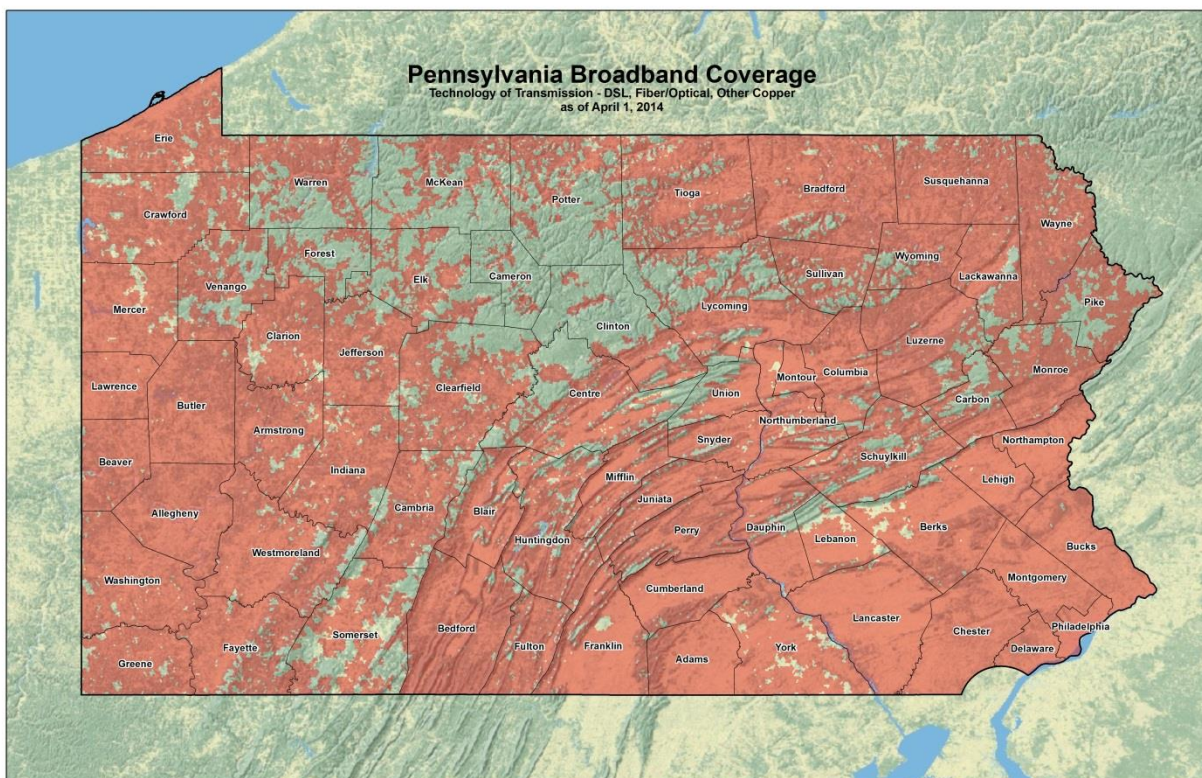 Pennsylvania Broadband Coverage
Technology of Transmission - DSL, Fiber/Optical, Other Copper
as of April 1, 2014
Erie
Warren
McKean
Potter
Tioga
Bradford
Susquehanna
Wayne
Crawford
Forest
Elk
Cameron
Sullivan
Wyoming
Lackawanna
Pike
Venango
Mercer
Clarion
Jefferson
Clinton
Lycoming
Luzerne
Monroe
Lawrence
Butler
Clearfield
Centre
Union
Montour
Columbia
Carbon
Armstrong
Northumberland
Northampton
Beaver
Indiana
Snyder
Schuylkill
Lehigh
Allegheny
Cambria
Blair
Mifflin
Juniata
Huntingdon
Perry
Dauphin
Lebanon
Berks
Bucks
Westmoreland
Washington
Cumberland
Montgomery
Lancaster
Philadelphia
Greene
Fayette
Somerset
Bedford
Fulton
Franklin
Adams
York
Chester
Delaware